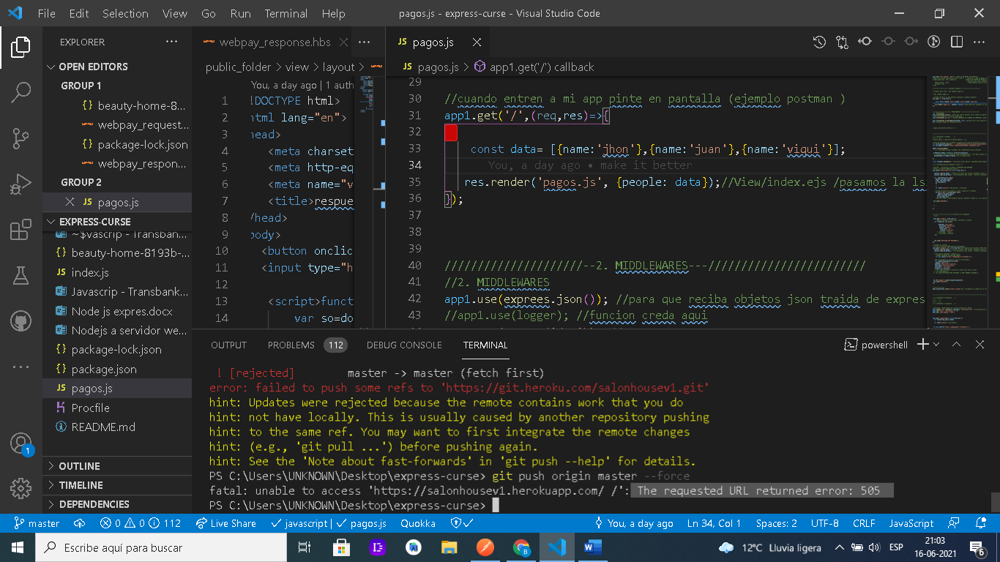 File Edit Selection View Go Run Terminal Help
pagos.js - express-curse - Visual Studio Code
EXPLORER
OPEN EDITORS
GROUP 1
beauty-home-8...
webpay_request...
package-lock.json
webpay_respon...
GROUP 2
JS pagos.js
EXPRESS-CURSE
~$vascrip - Transban...
beauty-home-8193b-...
JS index.js
Javascrip - Transbank...
Node js expres.docx
Nodejs a servidor we...
package-lock.json
package.json
JS pagos.js
Procfile
README.md
OUTLINE
TIMELINE
DEPENDENCIES
1
webpay_response.hbs
public_folder > view > layout >
You, a day ago | 1 auth
1 !DOCTYPE html>
2 html lang="en">
3 head>
4 <meta charset
5 <meta http-eq
6 <meta name="v
7 <title>respue
8 /head>
9 body>
10 <button onclic
11 <input type="h
12
13 <script>funct
14 var so=do
JS pagos.js
JS pagos.js > app1.get('/') callback
29
30 //cuando entren a mi app pinte en pantalla (ejemplo postman )
31 app1.get('/',(req,res)=>{
32
33 const data= [{name:'jhon'},{name:'juan'},{name:'viqui'}];
34 You, a day ago • make it better
35 res.render('pagos.js', {people: data});//View/index.ejs /pasamos la lsi
36 });
37
38
39
40 ////////////////////--2. MIDDLEWARES---////////////////////////
41 //2. MIDDLEWARES
42 app1.use(exprees.json()); //para que reciba objetos json traida de expres
43 //app1.use(logger); //funcion creda aqui
OUTPUT PROBLEMS 112 DEBUG CONSOLE TERMINAL powershell
! [rejected] master -> master (fetch first)
error: failed to push some refs to 'https://git.heroku.com/salonhousev1.git'
hint: Updates were rejected because the remote contains work that you do
hint: not have locally. This is usually caused by another repository pushing
hint: to the same ref. You may want to first integrate the remote changes
hint: (e.g., 'git pull ...') before pushing again.
hint: See the 'Note about fast-forwards' in 'git push --help' for details.
PS C:\Users\UNKNOWN\Desktop\express-curse> git push origin master --force
fatal: unable to access 'https://salonhousev1.herokuapp.com/ /': The requested URL returned error: 505
PS C:\Users\UNKNOWN\Desktop\express-curse>
master 0 0 112 Live Share javascript | pagos.js Quokka You, a day ago Ln 34, Col 1 Spaces: 2 UTF-8 CRLF JavaScript
Escribe aquí para buscar
12°C Lluvia ligera
ESP
21:03
16-06-2021
6